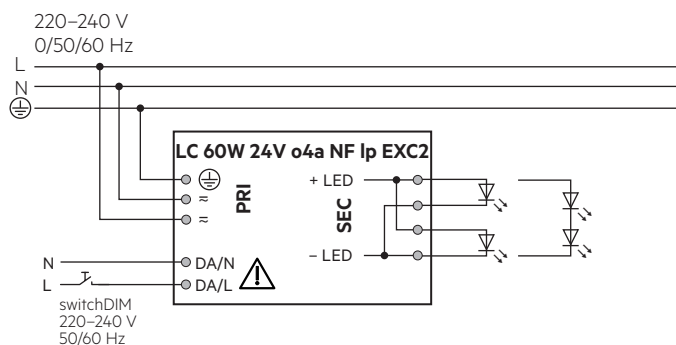 220–240 V
0/50/60 Hz
L
N
LC 60W 24V o4a NF lp EXC2
PRI
≂
≂
+ LED
SEC
– LED
N
DA/N
L
DA/L
switchDIM
220–240 V
50/60 Hz